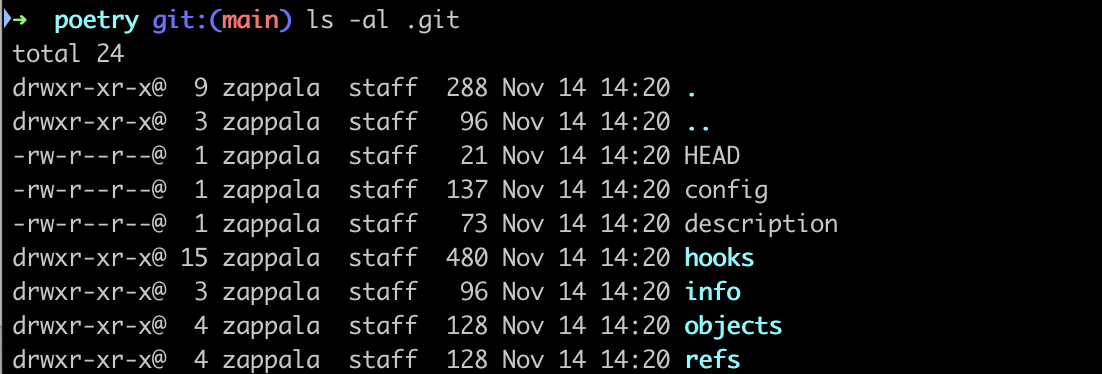 ➜  poetry git:(main) ls -al .git
total 24
drwxr-xr-x@  9 zappala  staff  288 Nov 14 14:20 .
drwxr-xr-x@  3 zappala  staff   96 Nov 14 14:20 ..
-rw-r--r--@  1 zappala  staff   21 Nov 14 14:20 HEAD
-rw-r--r--@  1 zappala  staff  137 Nov 14 14:20 config
-rw-r--r--@  1 zappala  staff   73 Nov 14 14:20 description
drwxr-xr-x@ 15 zappala  staff  480 Nov 14 14:20 hooks
drwxr-xr-x@  3 zappala  staff   96 Nov 14 14:20 info
drwxr-xr-x@  4 zappala  staff  128 Nov 14 14:20 objects
drwxr-xr-x@  4 zappala  staff  128 Nov 14 14:20 refs